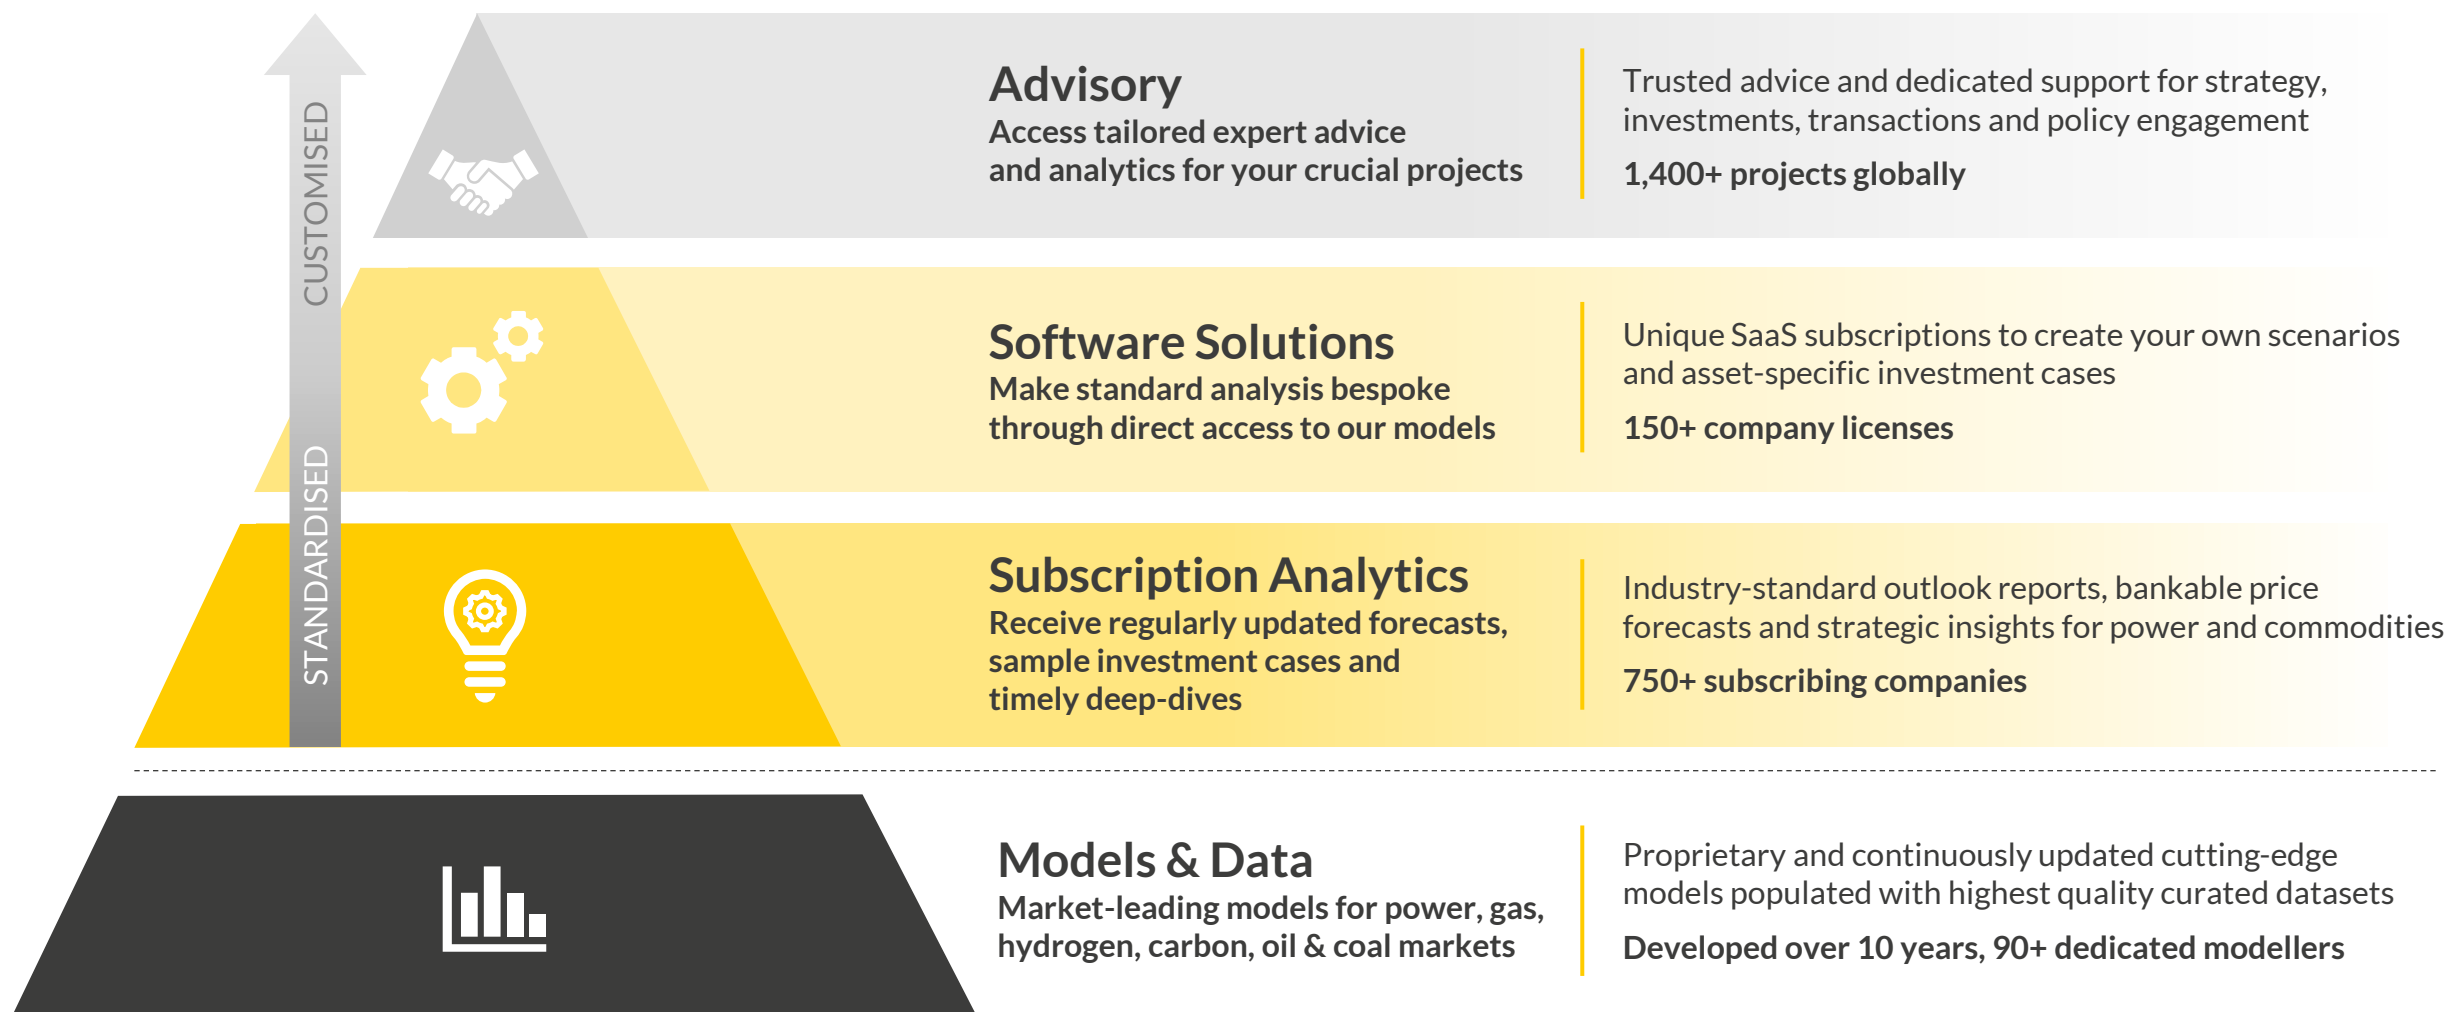 CUSTOMISED
STANDARDISED
Advisory
Access tailored expert advice
and analytics for your crucial projects
Trusted advice and dedicated support for strategy,
investments, transactions and policy engagement
1,400+ projects globally
Software Solutions
Make standard analysis bespoke
through direct access to our models
Unique SaaS subscriptions to create your own scenarios
and asset-specific investment cases
150+ company licenses
Subscription Analytics
Receive regularly updated forecasts,
sample investment cases and
timely deep-dives
Industry-standard outlook reports, bankable price
forecasts and strategic insights for power and commodities
750+ subscribing companies
Models & Data
Market-leading models for power, gas,
hydrogen, carbon, oil & coal markets
Proprietary and continuously updated cutting-edge
models populated with highest quality curated datasets
Developed over 10 years, 90+ dedicated modellers